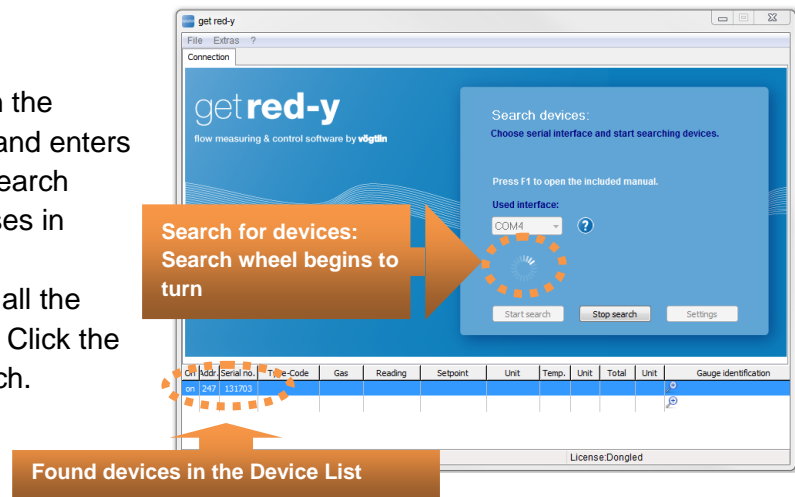 n the
and enters
earch
ses in
all the
Click the
ch.
get red-y
File Extras ?
Connection
get red-y
flow measuring & control software by vögtlin
Search devices:
Choose serial interface and start searching devices.
Press F1 to open the included manual.
Used interface:
COM4
?
Start search Stop search Settings
Search for devices:
Search wheel begins to
turn
On Addr. Serial no. Type-Code Gas Reading Setpoint Unit Temp. Unit Total Unit Gauge identification
on 247 131703
License:Dongled
Found devices in the Device List